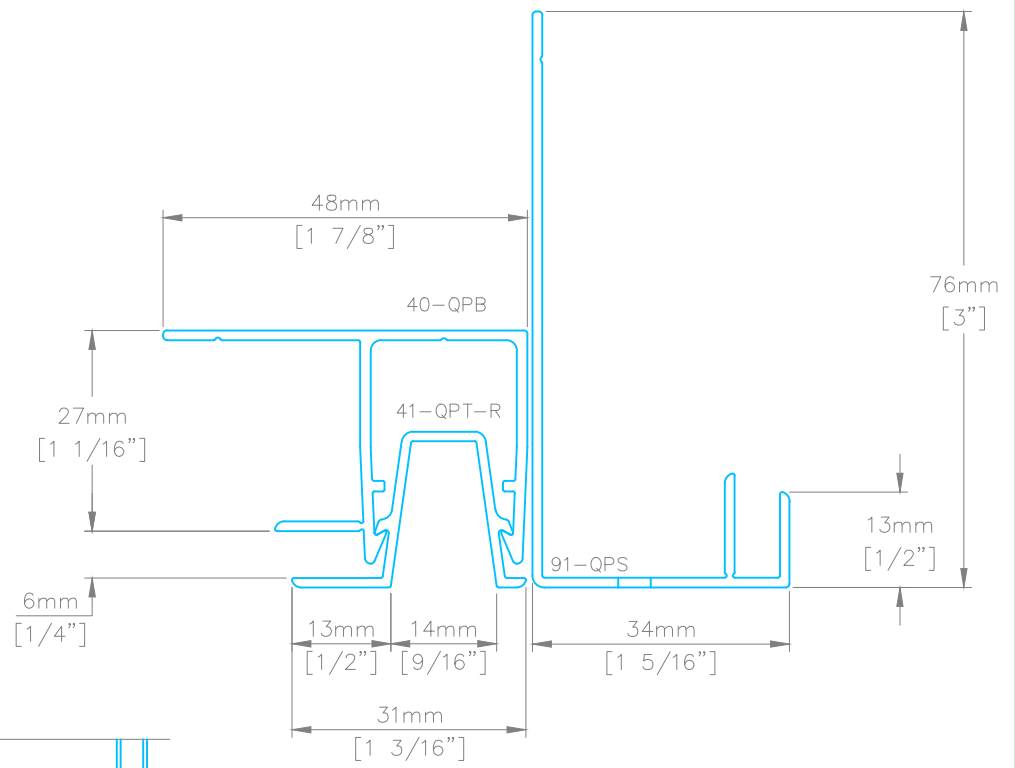 48mm
[1 7/8”]
40-QPB
76mm
[3”]
27mm
[1 1/16”]
41-QPT-R
13mm
[1/2”]
91-QPS
6mm
[1/4”]
13mm
[1/2”]
14mm
[9/16”]
34mm
[1 5/16”]
31mm
[1 3/16”]